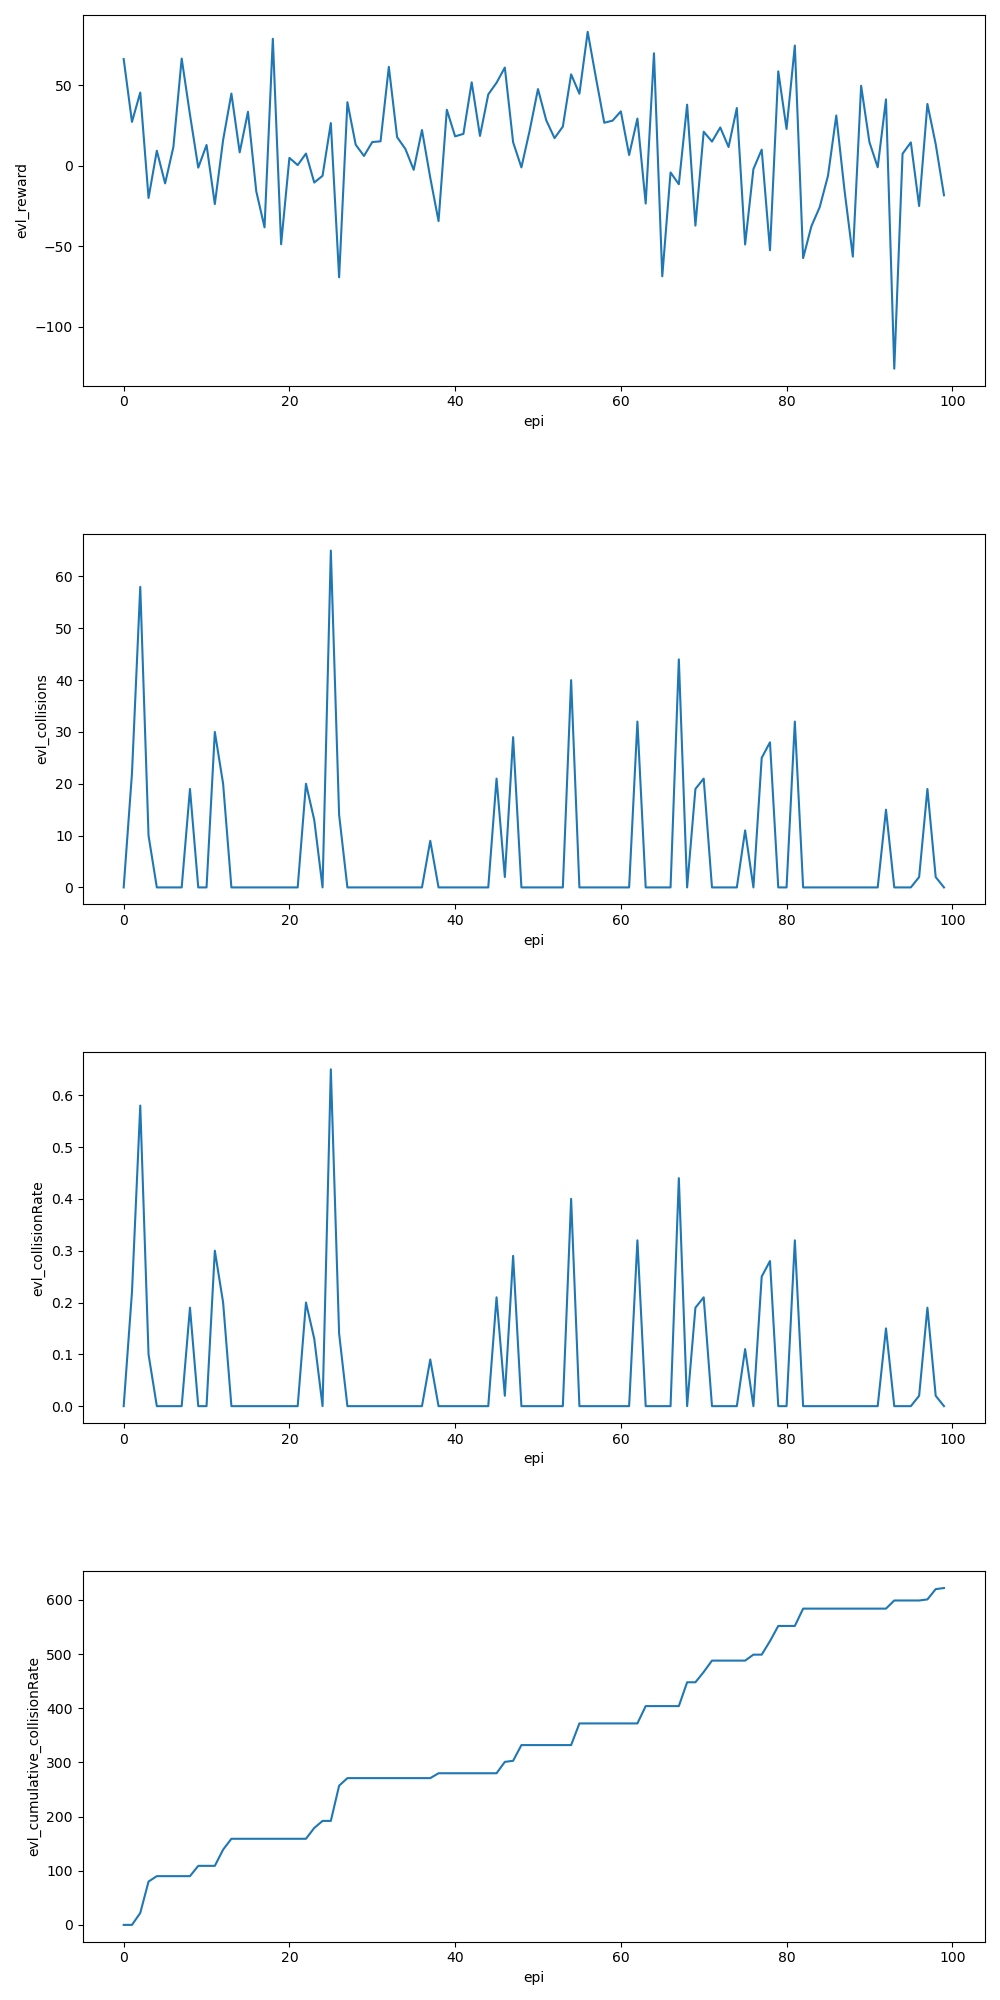 50
0
−50
−100
evl_reward
0 20 40 60 80 100
epi
60
50
40
30
20
10
0
evl_collisions
0 20 40 60 80 100
epi
0.6
0.5
0.4
0.3
0.2
0.1
0.0
evl_collisionRate
0 20 40 60 80 100
epi
600
500
400
300
200
100
0
evl_cumulative_collisionRate
0 20 40 60 80 100
epi